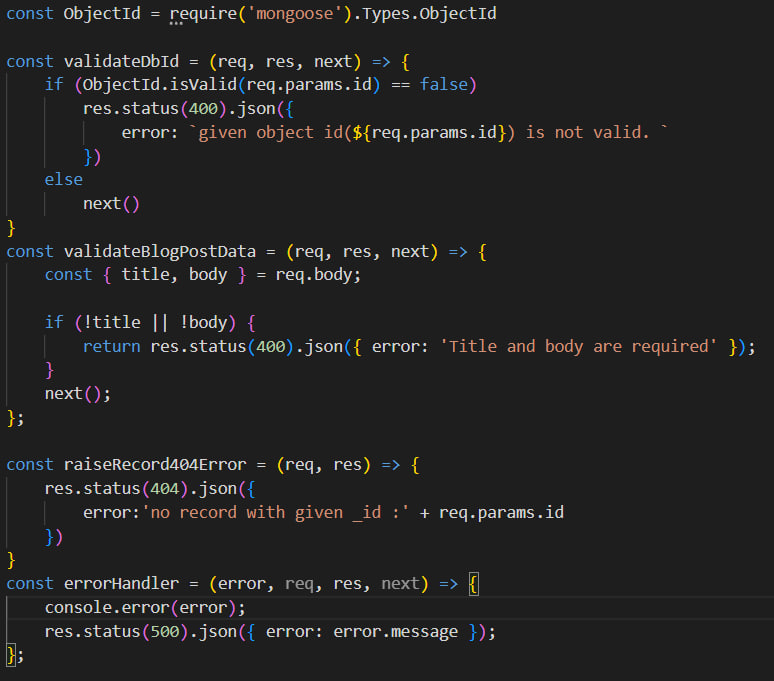 const ObjectId = require('mongoose').Types.ObjectId

const validateDbId = (req, res, next) => {
    if (ObjectId.isValid(req.params.id) == false)
        res.status(400).json({
            error: `given object id(${req.params.id}) is not valid. `
        })
    else
        next()
}
const validateBlogPostData = (req, res, next) => {
    const { title, body } = req.body;

    if (!title || !body) {
        return res.status(400).json({ error: 'Title and body are required' });
    }
    next();
};

const raiseRecord404Error = (req, res) => {
    res.status(404).json({
        error:'no record with given _id :' + req.params.id
    })
}
const errorHandler = (error, req, res, next) => {
    console.error(error);
    res.status(500).json({ error: error.message });
};